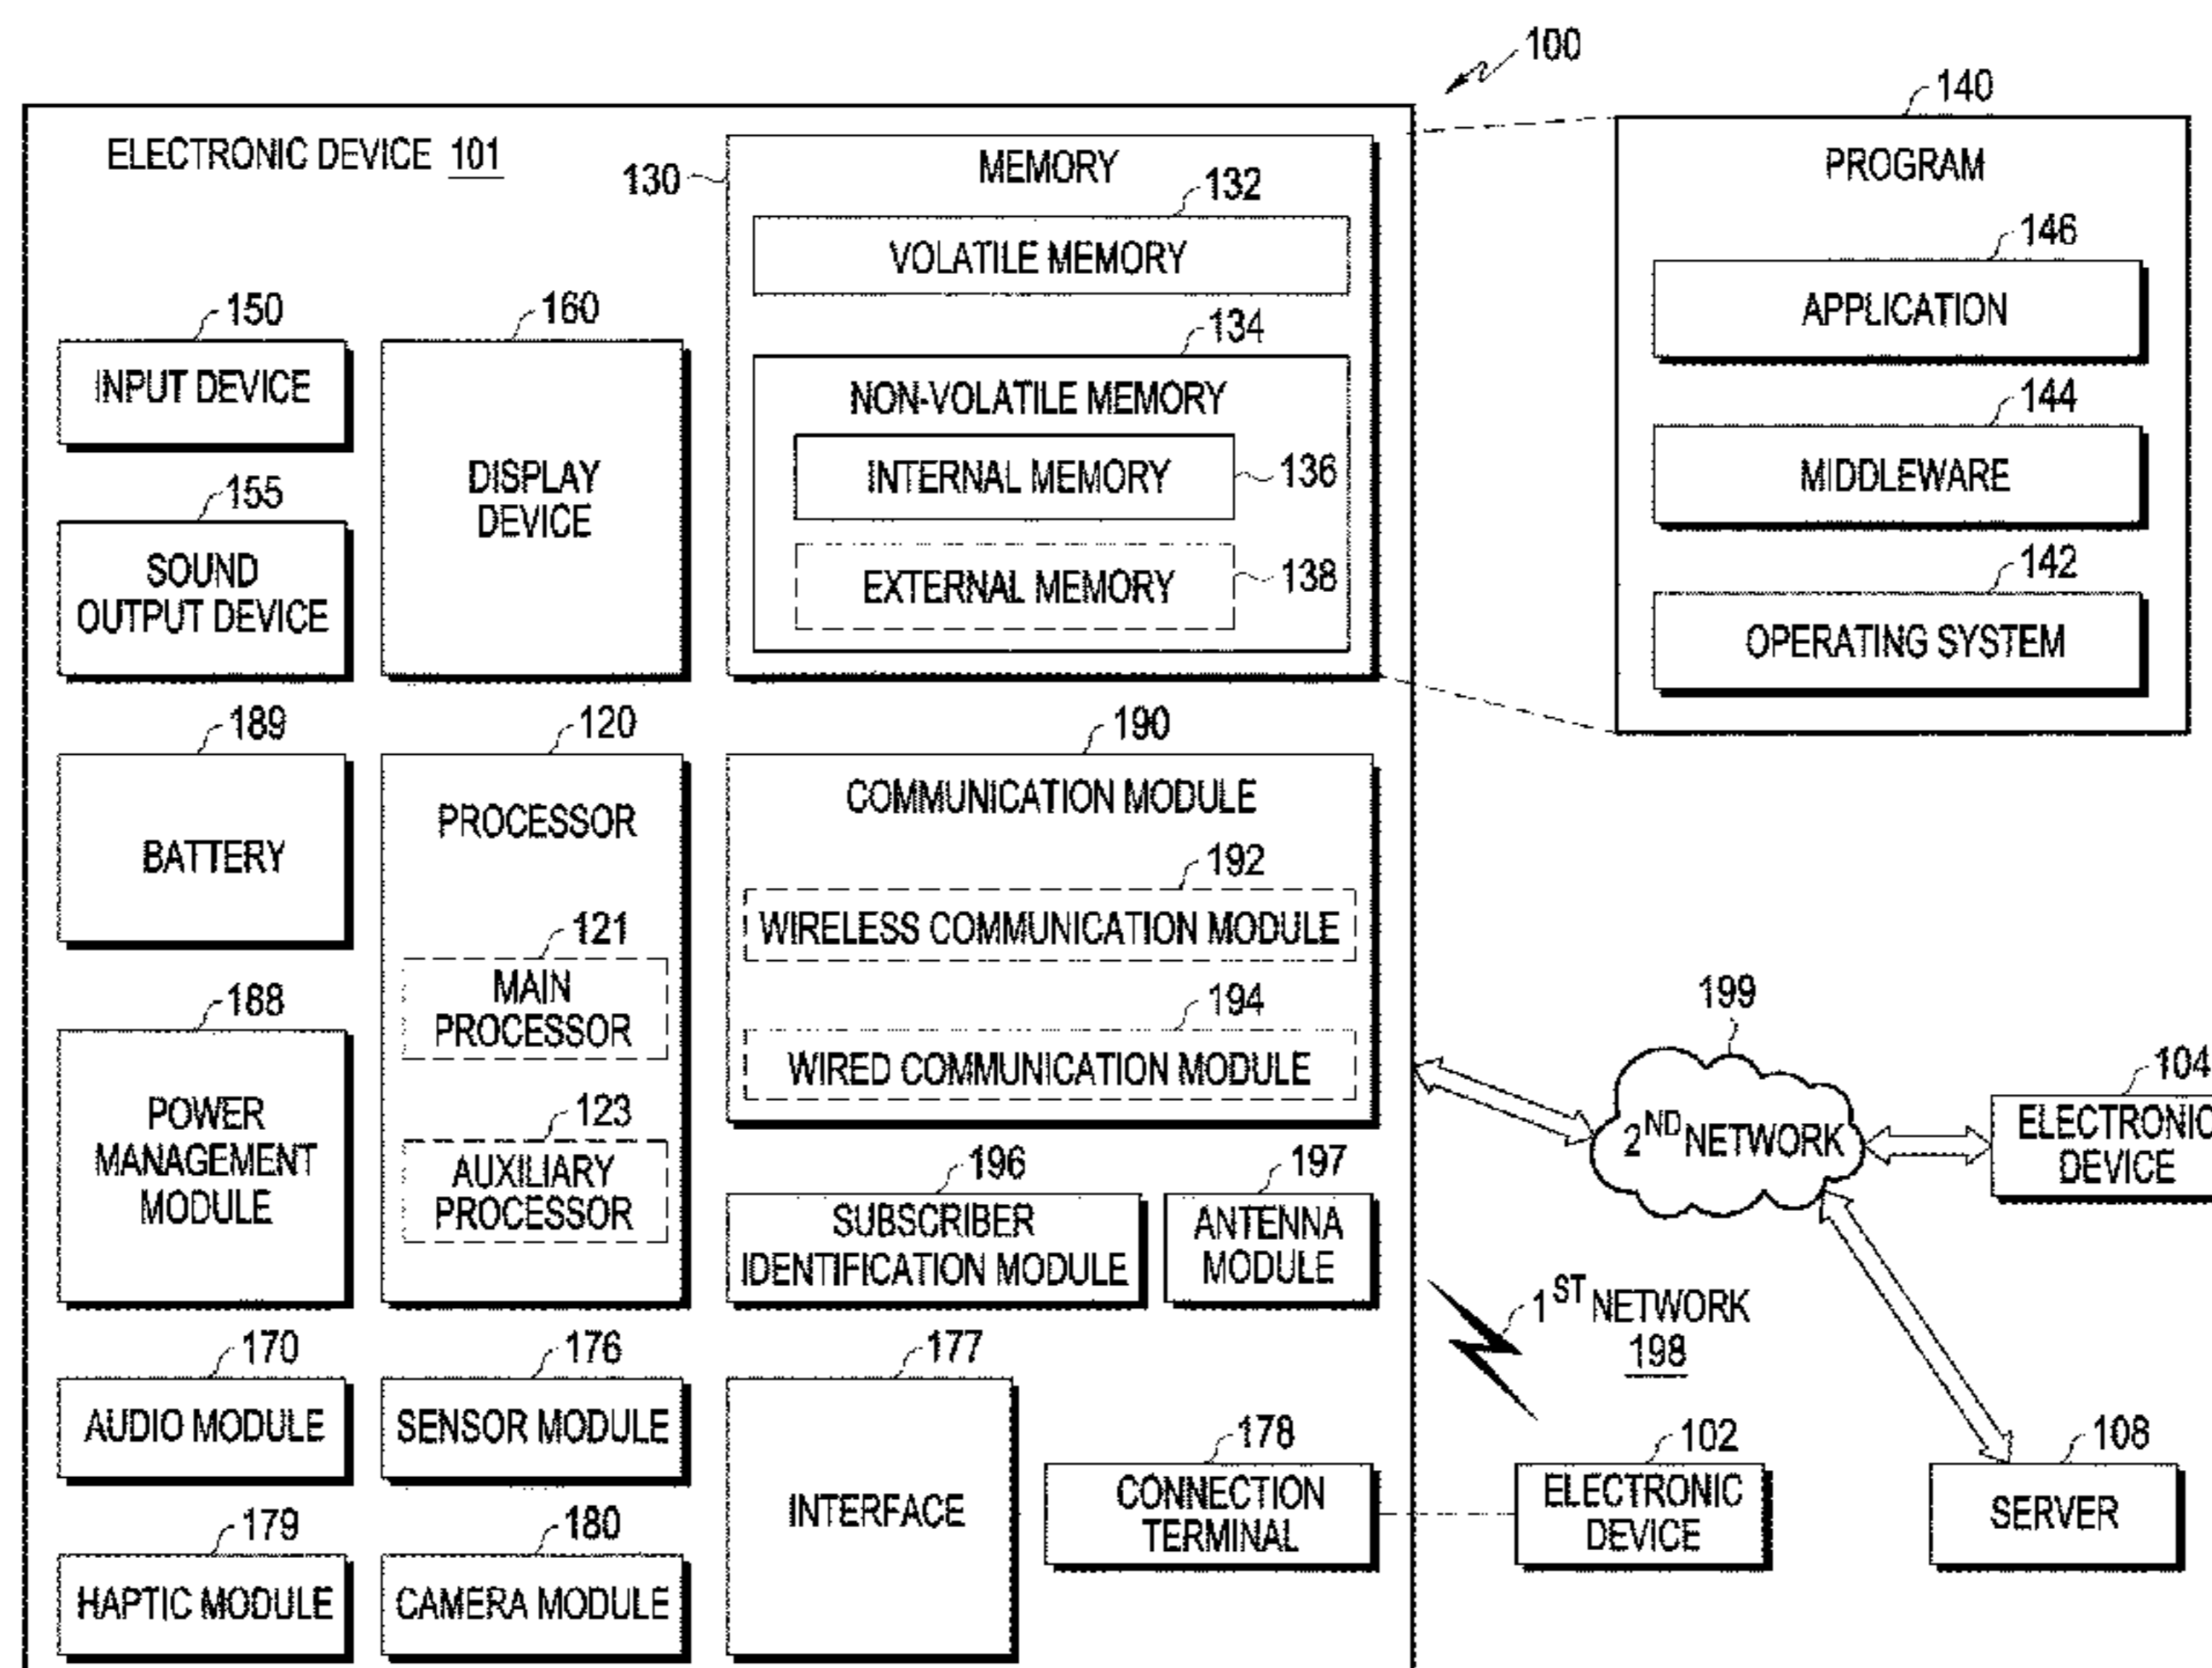 100
ELECTRONIC DEVICE 101
130
MEMORY
132
VOLATILE MEMORY
134
NON-VOLATILE MEMORY
INTERNAL MEMORY
136
EXTERNAL MEMORY
138
140
PROGRAM
146
APPLICATION
144
MIDDLEWARE
142
OPERATING SYSTEM
150
INPUT DEVICE
155
SOUND
OUTPUT DEVICE
160
DISPLAY
DEVICE
189
BATTERY
188
POWER
MANAGEMENT
MODULE
120
PROCESSOR
121
MAIN
PROCESSOR
123
AUXILIARY
PROCESSOR
190
COMMUNICATION MODULE
192
WIRELESS COMMUNICATION MODULE
194
WIRED COMMUNICATION MODULE
196
SUBSCRIBER
IDENTIFICATION MODULE
197
ANTENNA
MODULE
199
2ND NETWORK
104
ELECTRONIC
DEVICE
1ST NETWORK
198
170
AUDIO MODULE
176
SENSOR MODULE
177
INTERFACE
178
CONNECTION
TERMINAL
102
ELECTRONIC
DEVICE
108
SERVER
179
HAPTIC MODULE
180
CAMERA MODULE